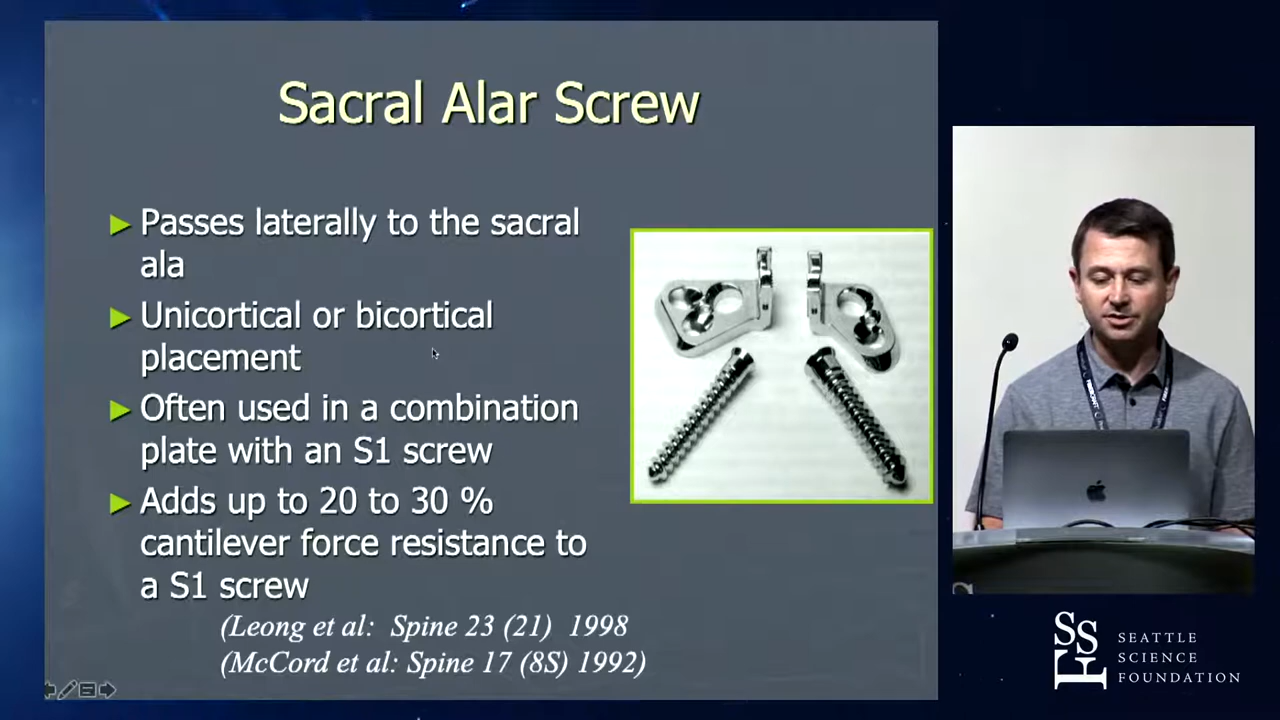 Sacral Alar Screw
► Passes laterally to the sacral
ala
► Unicortical or bicortical
placement
► Often used in a combination
plate with an S1 screw
► Adds up to 20 to 30 %
cantilever force resistance to
a S1 screw
(Leong et al: Spine 23 (21) 1998
(McCord et al: Spine 17 (8S) 1992)
SSF
SEATTLE
SCIENCE
FOUNDATION